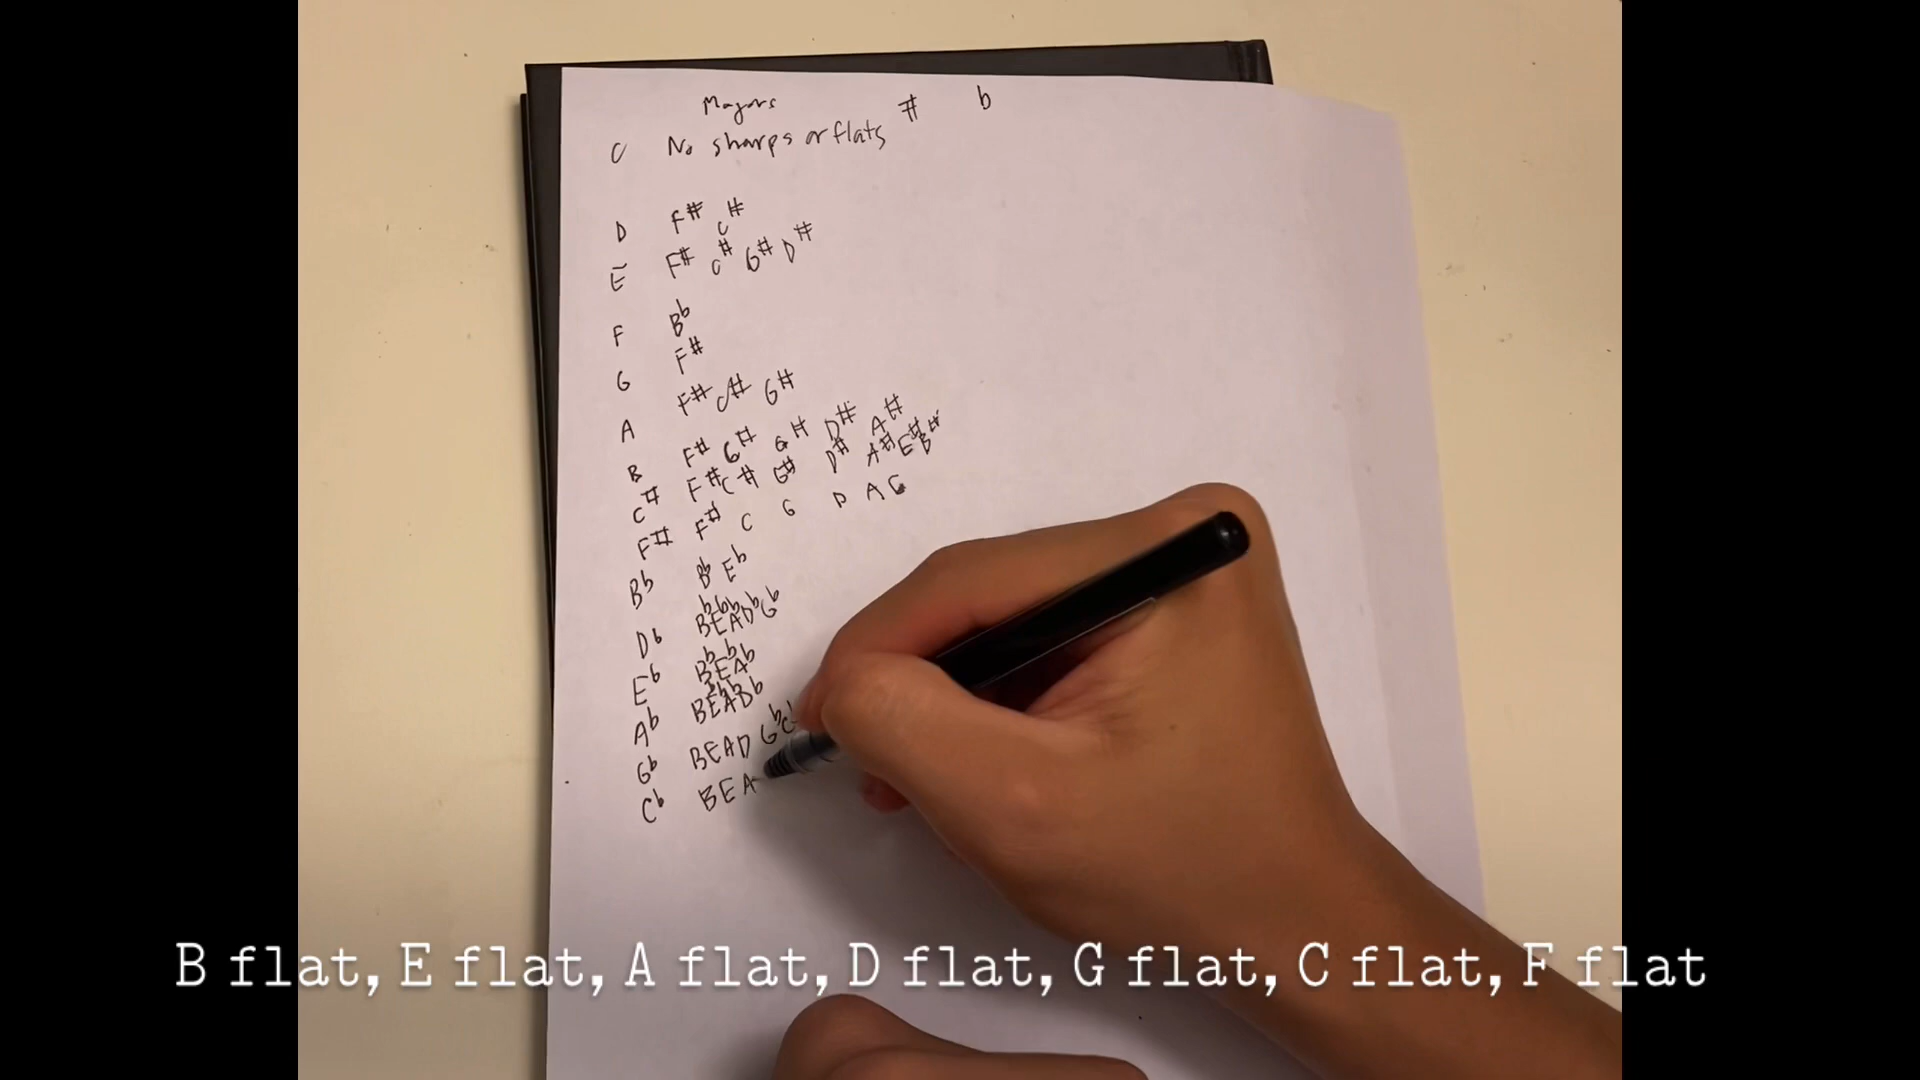 Majors # b
C No sharps or flats
D F# C#
E F# C# G# D#
F Bb
G F#
A F# C# G#
B F# G# G# D# A#
C# F# C# G# D# A# E# B#
F# F# C G D A E
Bb Bb Eb
Db Bb Eb Ab Db Gb
Eb Bb Eb Ab
Ab Bb Eb Ab Db
Gb B E A D Gb C
Cb B E A
B flat, E flat, A flat, D flat, G flat, C flat, F flat